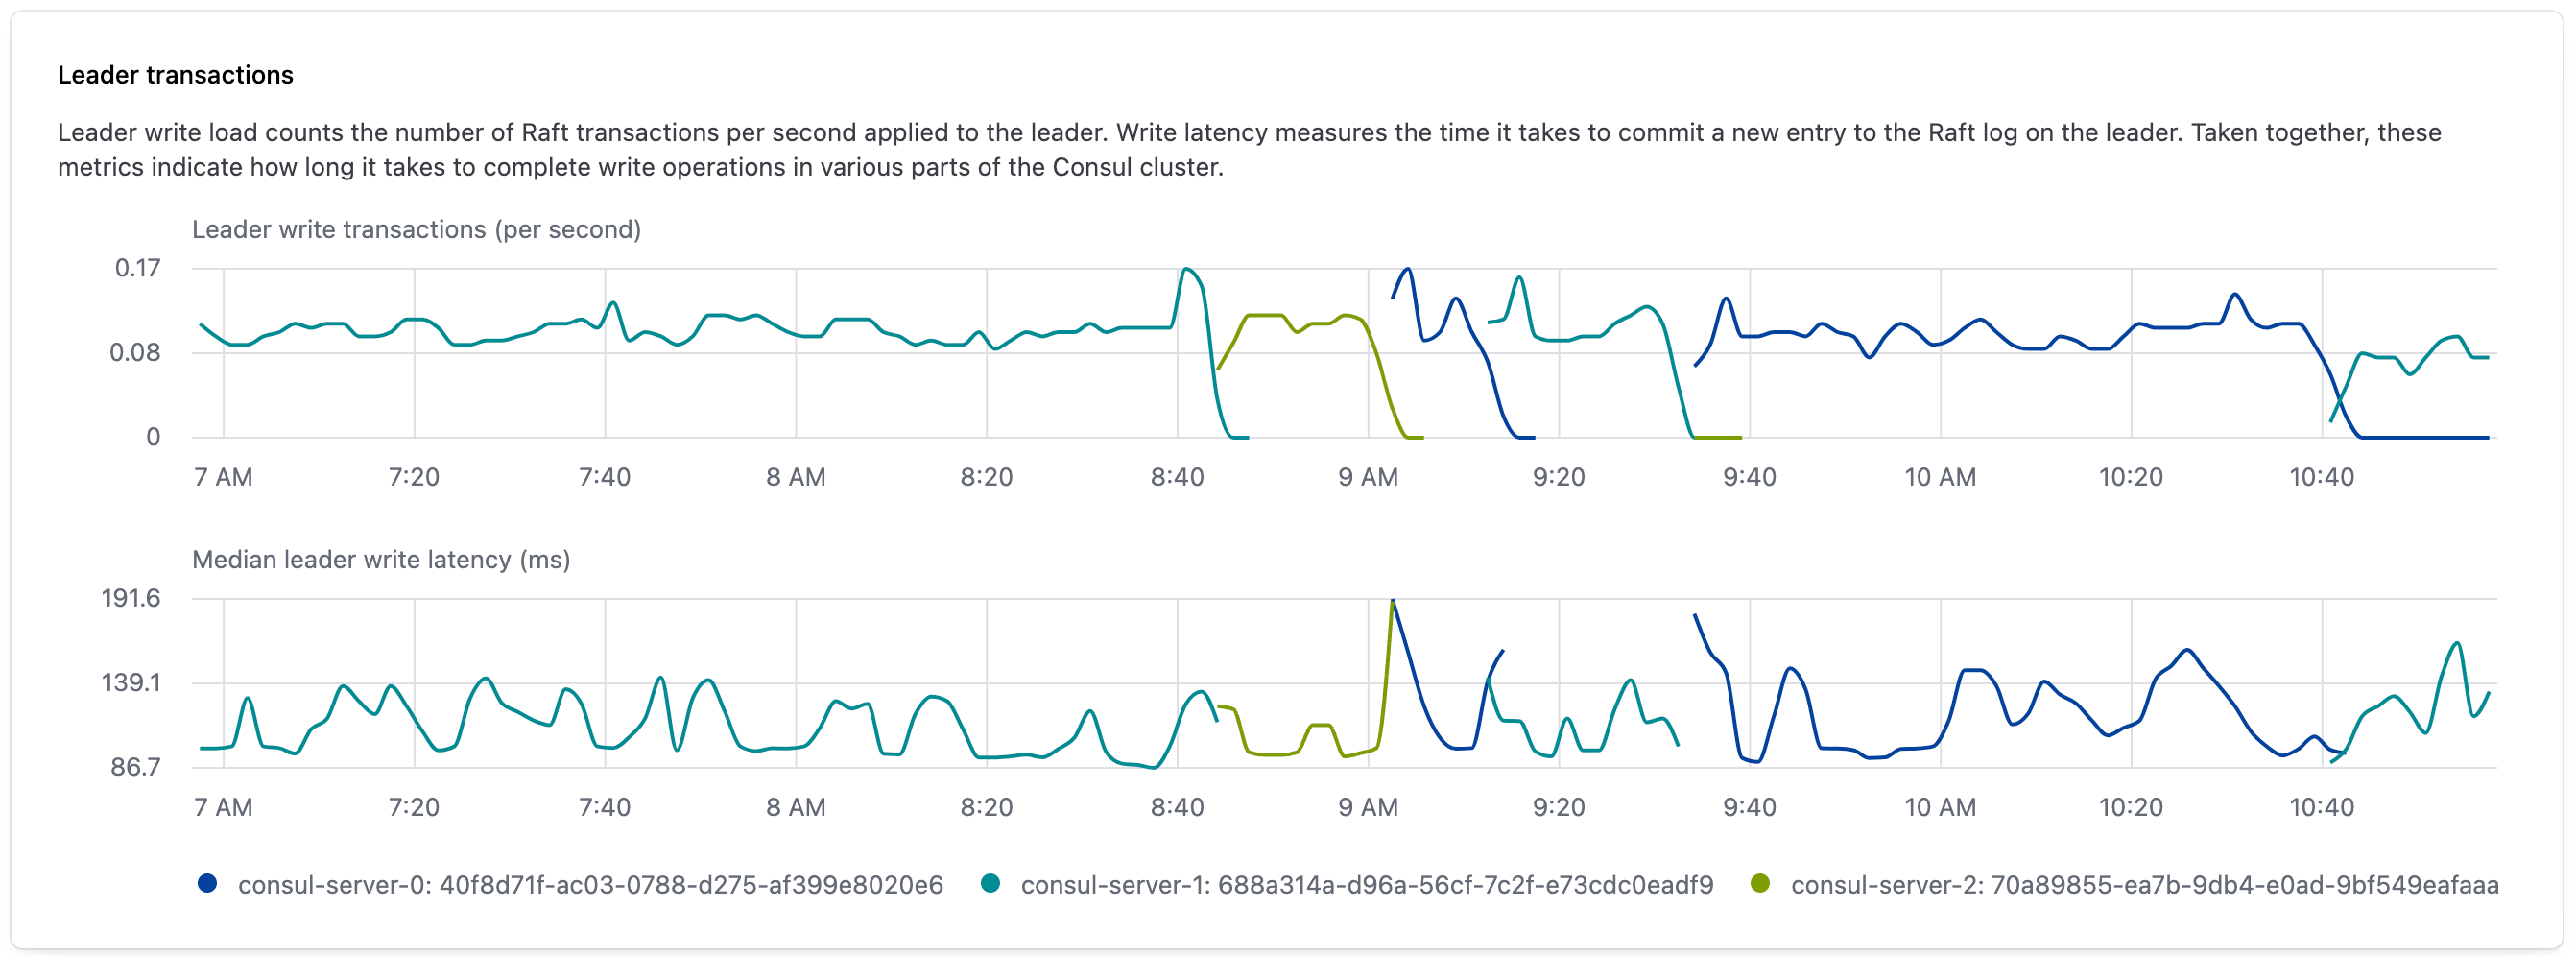 Leader transactions
Leader write load counts the number of Raft transactions per second applied to the leader. Write latency measures the time it takes to commit a new entry to the Raft log on the leader. Taken together, these
metrics indicate how long it takes to complete write operations in various parts of the Consul cluster.
Leader write transactions (per second)
0.17
0.08
0
7 AM 7:20 7:40 8 AM 8:20 8:40 9 AM 9:20 9:40 10 AM 10:20 10:40
Median leader write latency (ms)
191.6
139.1
86.7
7 AM 7:20 7:40 8 AM 8:20 8:40 9 AM 9:20 9:40 10 AM 10:20 10:40
consul-server-0: 40f8d71f-ac03-0788-d275-af399e8020e6 consul-server-1: 688a314a-d96a-56cf-7c2f-e73cdc0eadf9 consul-server-2: 70a89855-ea7b-9db4-e0ad-9bf549eafaaa